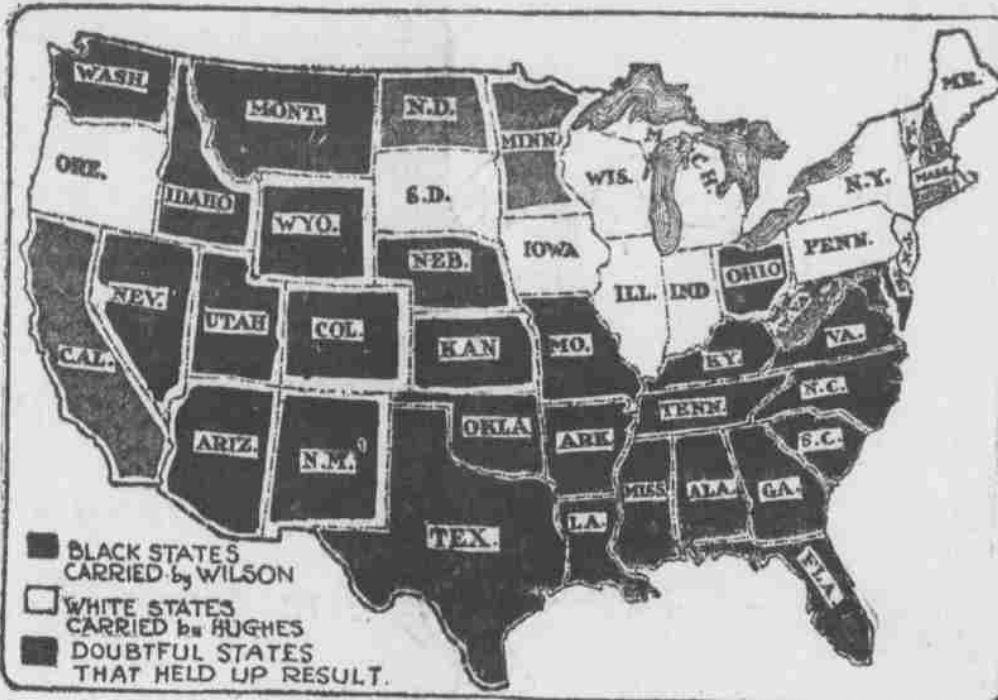 WASH.
MONT.
N.D.
MINN
ME.
ORE.
IDAHO
WYO.
S.D.
WIS.
M
CH.
N.Y.
MASS.
NEV.
UTAH
COL.
NEB.
IOWA
ILL.
IND
OHIO
PENN.
N.J.
CAL.
KAN
MO.
KY.
VA.
ARIZ.
N.M.
OKLA
ARK.
TENN.
N.C.
S.C.
TEX.
LA.
MISS.
ALA.
GA.
FLA.
BLACK STATES
CARRIED by WILSON
WHITE STATES
CARRIED by HUGHES
DOUBTFUL STATES
THAT HELD UP RESULT.